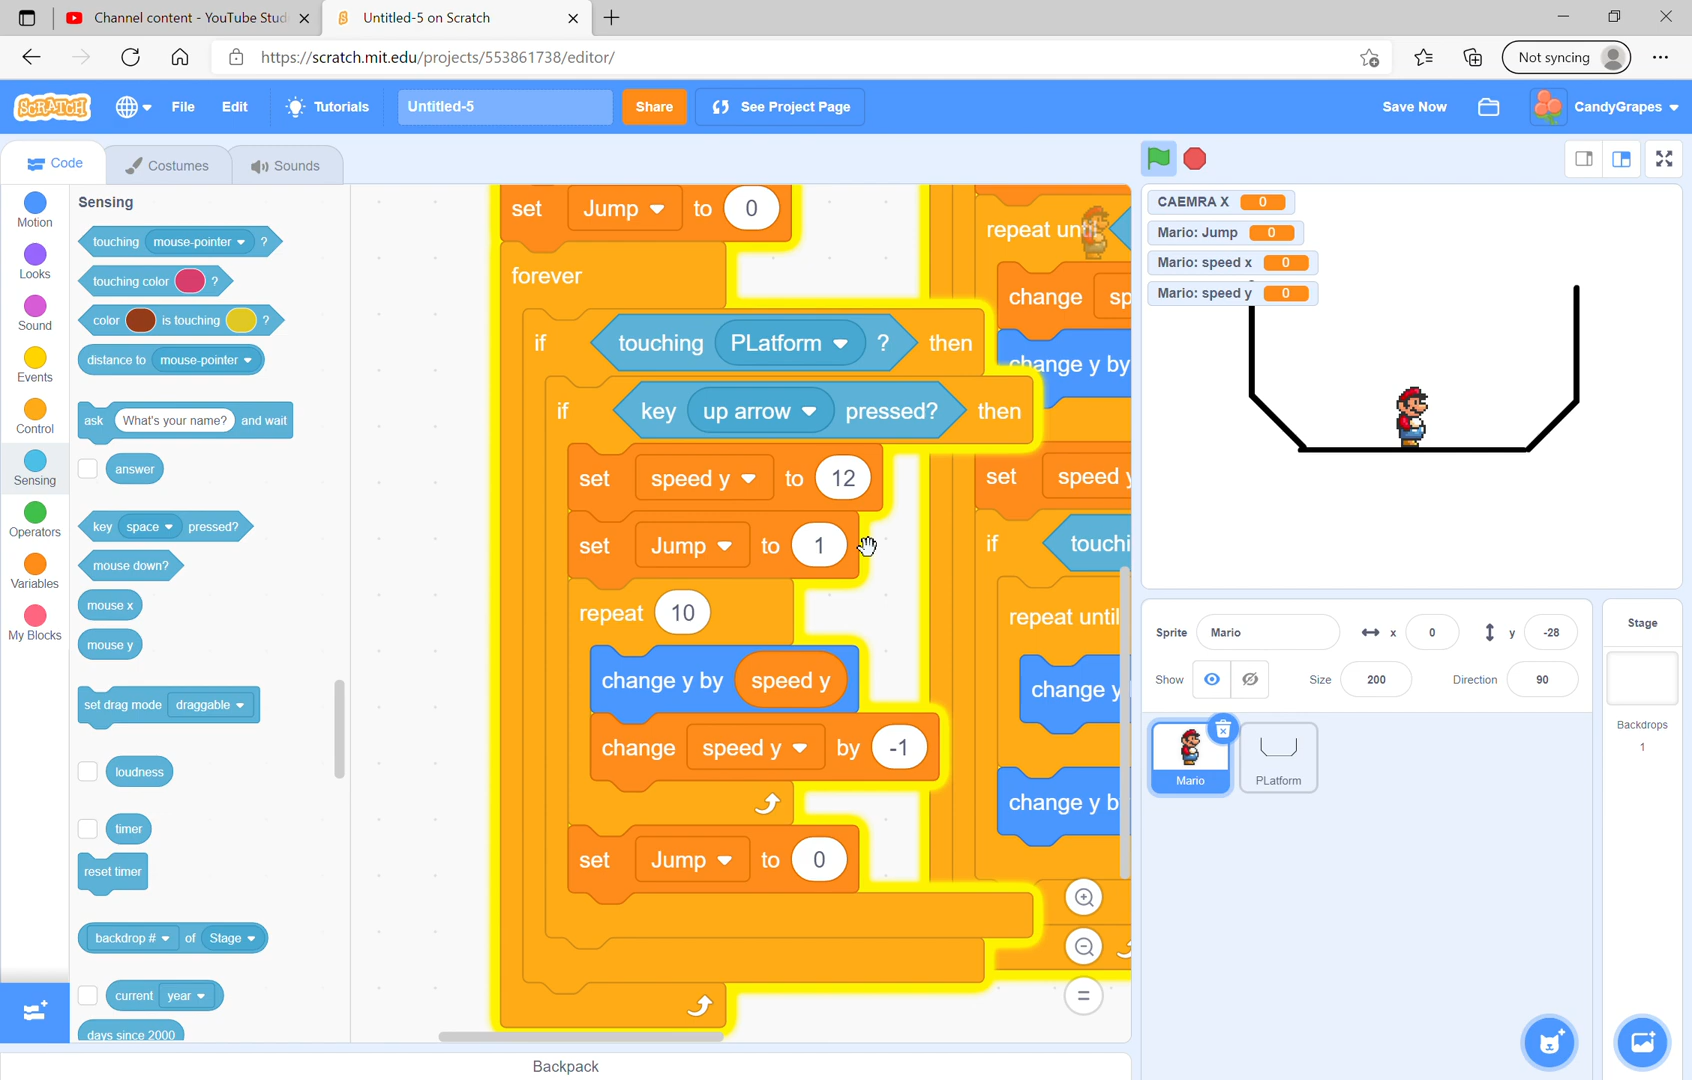 Channel content - YouTube Stud
Untitled-5 on Scratch
https://scratch.mit.edu/projects/553861738/editor/
Not syncing
SCRATCH
File
Edit
Tutorials
Untitled-5
Share
See Project Page
Save Now
CandyGrapes
Code
Costumes
Sounds
Motion
Looks
Sound
Events
Control
Sensing
Operators
Variables
My Blocks
Sensing
touching mouse-pointer ?
touching color ?
color is touching ?
distance to mouse-pointer
ask What's your name? and wait
answer
key space pressed?
mouse down?
mouse x
mouse y
set drag mode draggable
loudness
timer
reset timer
backdrop # of Stage
current year
days since 2000
set Jump to 0
forever
if touching PLatform ? then
if key up arrow pressed? then
set speed y to 12
set Jump to 1
repeat 10
change y by speed y
change speed y by -1
set Jump to 0
repeat until
change sp
change y by
set speed y
if touchi
repeat until
change y
change y b
=
Backpack
CAEMRA X 0
Mario: Jump 0
Mario: speed x 0
Mario: speed y 0
Sprite Mario x 0 y -28
Show Size 200 Direction 90
Mario
PLatform
Stage
Backdrops
1